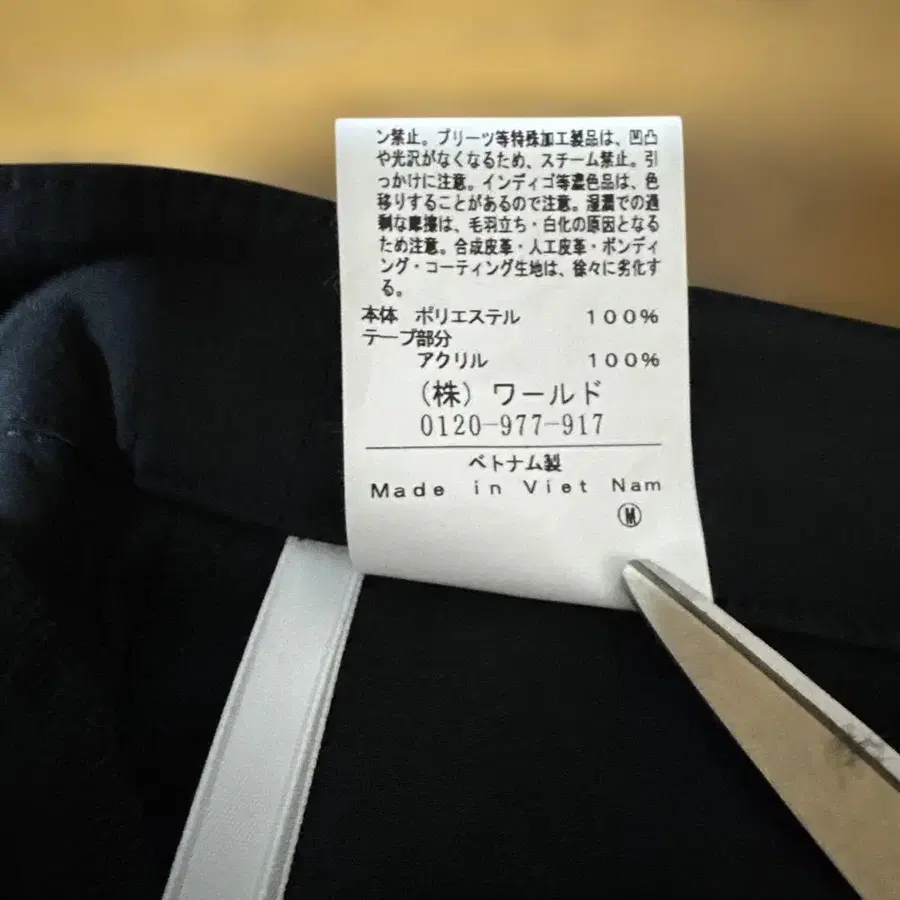 ン禁止。プリーツ等特殊加工製品は、凹凸
や光沢がなくなるため、スチーム禁止。引
っかけに注意。インディゴ等濃色品は、色
移りすることがあるので注意。湿潤での過
剰な摩擦は、毛羽立ち・白化の原因となる
ため注意。合成皮革・人工皮革・ボンディ
ング・コーティング生地は、徐々に劣化す
る。
本体 ポリエステル 100%
テープ部分
アクリル 100%
(株)ワールド
0120-977-917
ベトナム製
Made in Viet Nam
Ⓜ